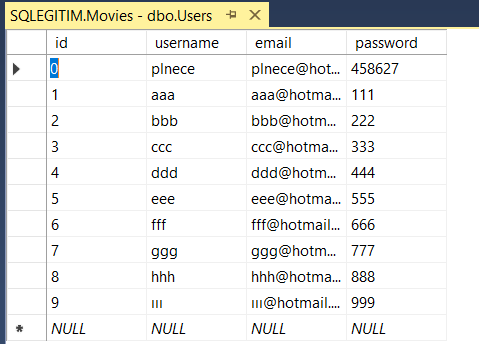 SQLEGITIM.Movies - dbo.Users
id username email password
0 plnece plnece@hot... 458627
1 aaa aaa@hotma... 111
2 bbb bbb@hotm... 222
3 ccc ccc@hotma... 333
4 ddd ddd@hotm... 444
5 eee eee@hotma... 555
6 fff fff@hotmail... 666
7 ggg ggg@hotm... 777
8 hhh hhh@hotma... 888
9 ııı ııı@hotmail.... 999
* NULL NULL NULL NULL